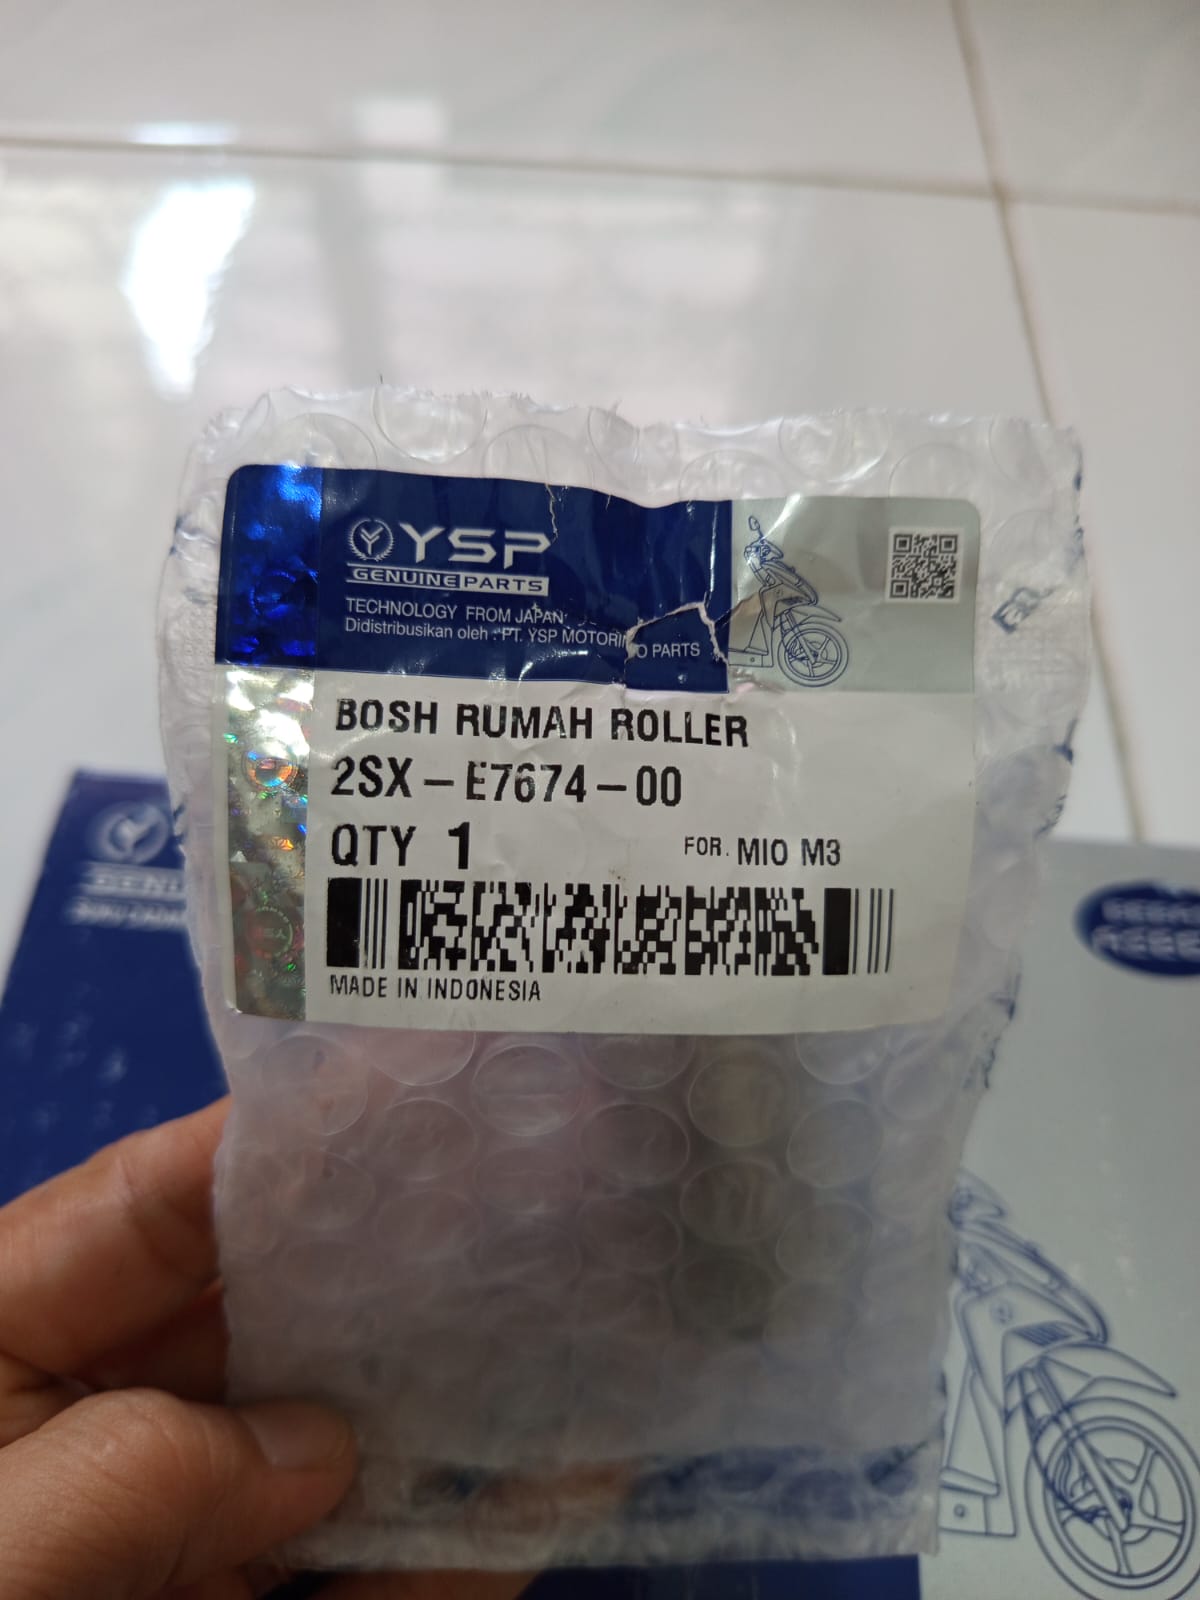 YSP
GENUINE PARTS
TECHNOLOGY FROM JAPAN
Didistribusikan oleh : PT. YSP MOTORINDO PARTS
BOSH RUMAH ROLLER
2SX-E7674-00
QTY 1
FOR. MIO M3
MADE IN INDONESIA